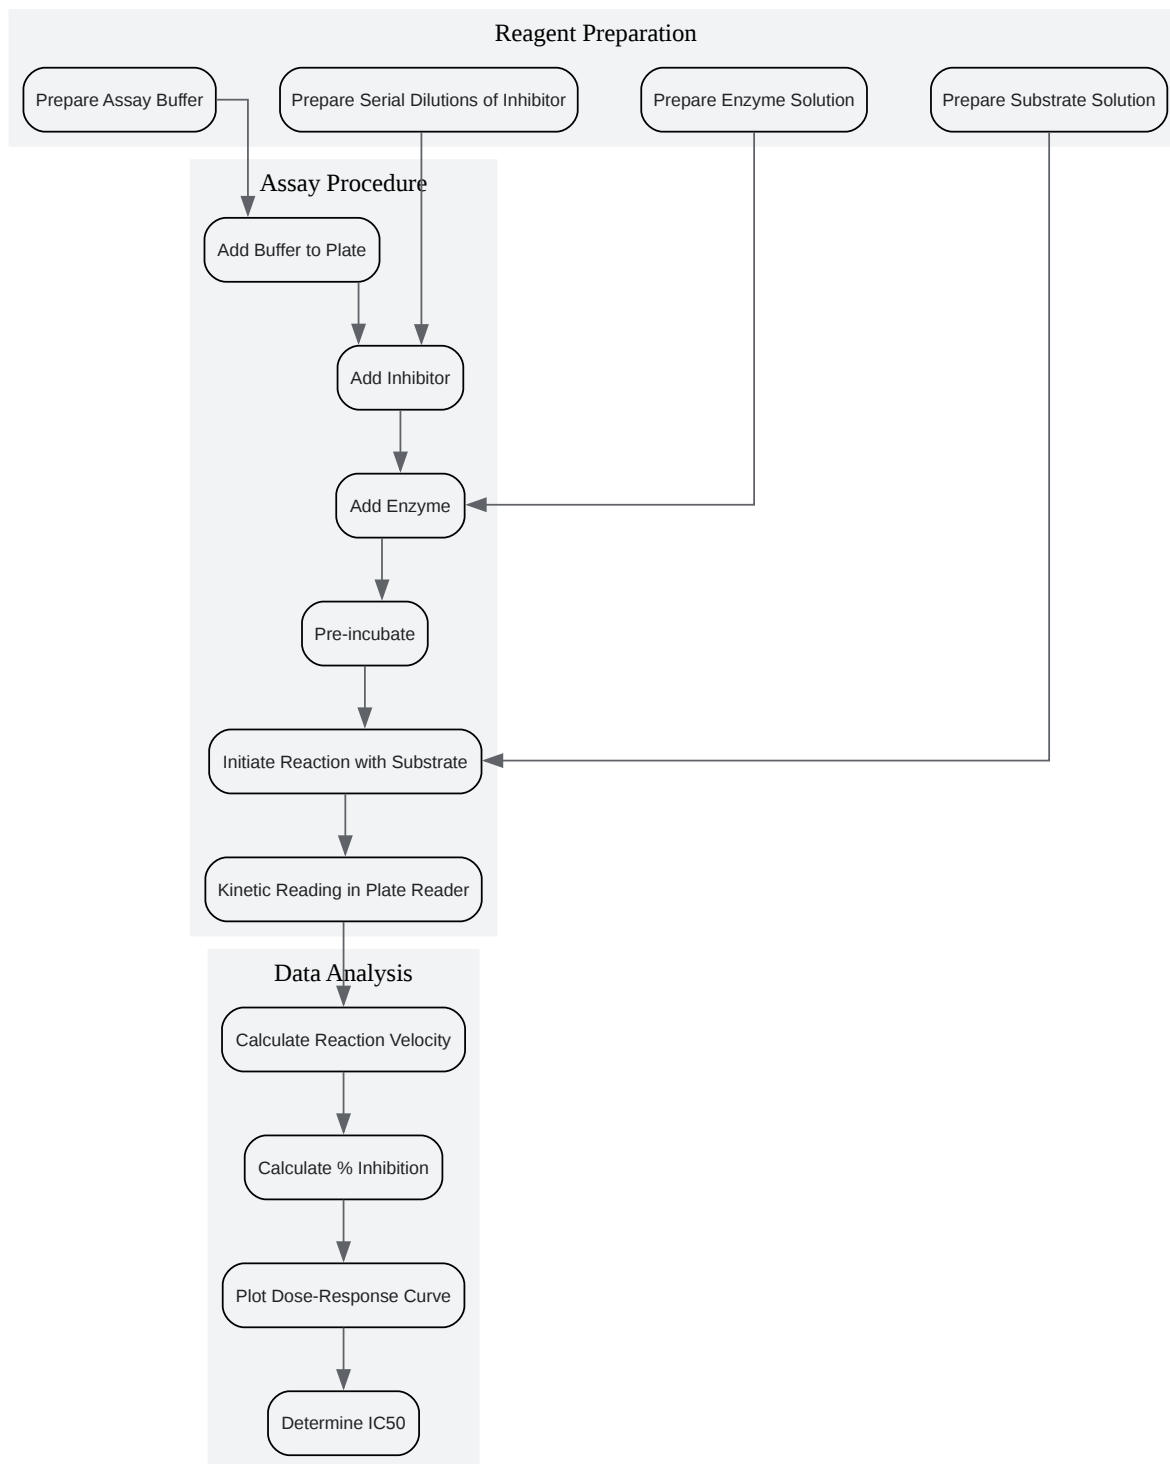 Reagent Preparation
Prepare Assay Buffer
Prepare Serial Dilutions of Inhibitor
Prepare Enzyme Solution
Prepare Substrate Solution
Assay Procedure
Add Buffer to Plate
Add Inhibitor
Add Enzyme
Pre-incubate
Initiate Reaction with Substrate
Kinetic Reading in Plate Reader
Data Analysis
Calculate Reaction Velocity
Calculate % Inhibition
Plot Dose-Response Curve
Determine IC50